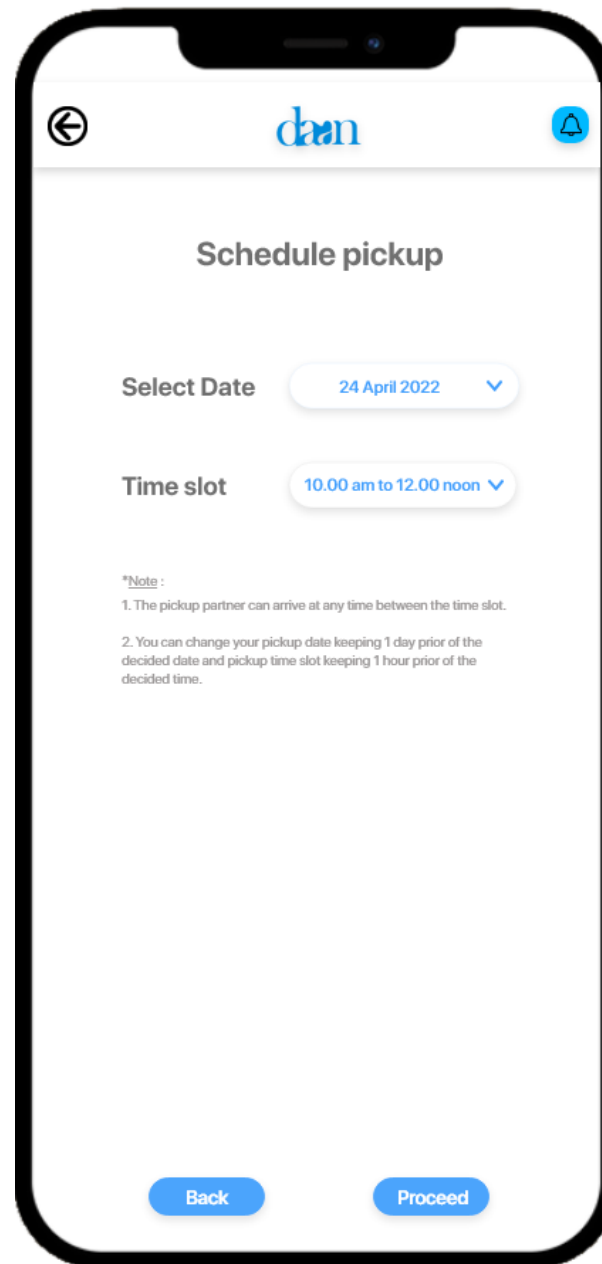 daan
Schedule pickup
Select Date
24 April 2022
Time slot
10.00 am to 12.00 noon
*Note :
1. The pickup partner can arrive at any time between the time slot.
2. You can change your pickup date keeping 1 day prior of the
decided date and pickup time slot keeping 1 hour prior of the
decided time.
Back
Proceed